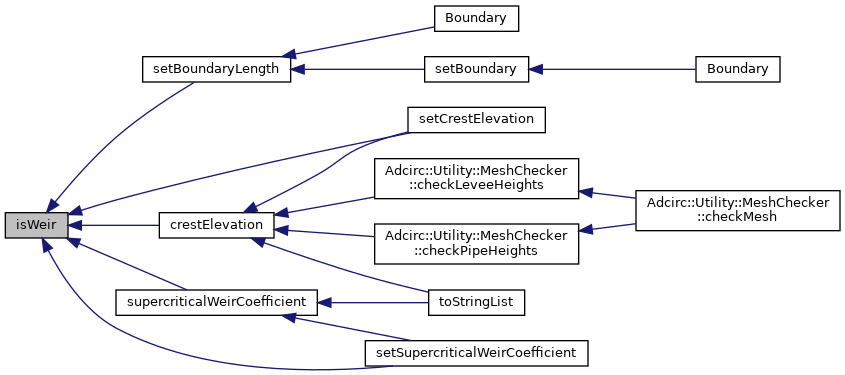 Boundary
setBoundaryLength
setBoundary
Boundary
setCrestElevation
Adcirc::Utility::MeshChecker
::checkLeveeHeights
Adcirc::Utility::MeshChecker
::checkMesh
isWeir
crestElevation
Adcirc::Utility::MeshChecker
::checkPipeHeights
supercriticalWeirCoefficient
toStringList
setSupercriticalWeirCoefficient